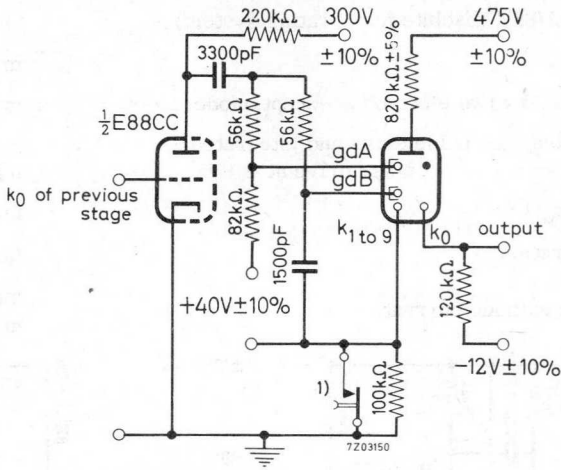 220kΩ
300V
±10%
475V
±10%
3300pF
820kΩ±5%
½E88CC
56kΩ
56kΩ
gdA
gdB
k0 of previous
stage
82kΩ
k1 to 9
k0
output
1500pF
+40V±10%
120kΩ
-12V±10%
1)
100kΩ
7Z03150